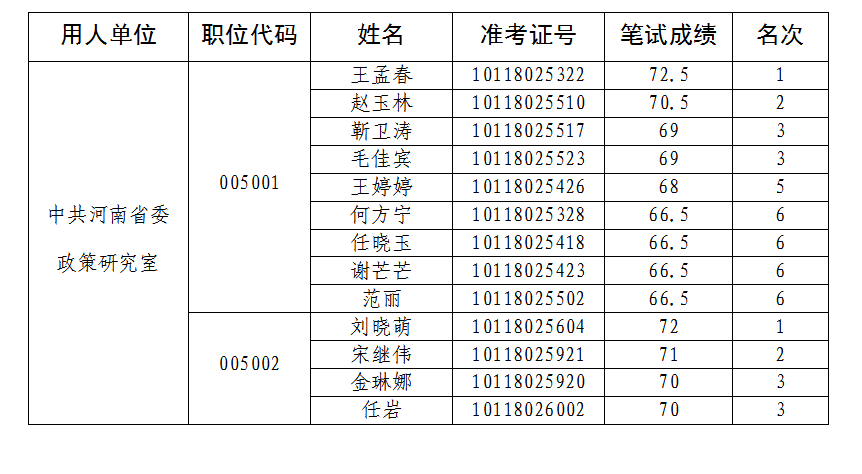 用人单位 职位代码 姓名 准考证号 笔试成绩 名次
中共河南省委
政策研究室
005001
王孟春 10118025322 72.5 1
赵玉林 10118025510 70.5 2
靳卫涛 10118025517 69 3
毛佳宾 10118025523 69 3
王婷婷 10118025426 68 5
何方宁 10118025328 66.5 6
任晓玉 10118025418 66.5 6
谢芒芒 10118025423 66.5 6
范丽 10118025502 66.5 6
005002
刘晓萌 10118025604 72 1
宋继伟 10118025921 71 2
金琳娜 10118025920 70 3
任岩 10118026002 70 3